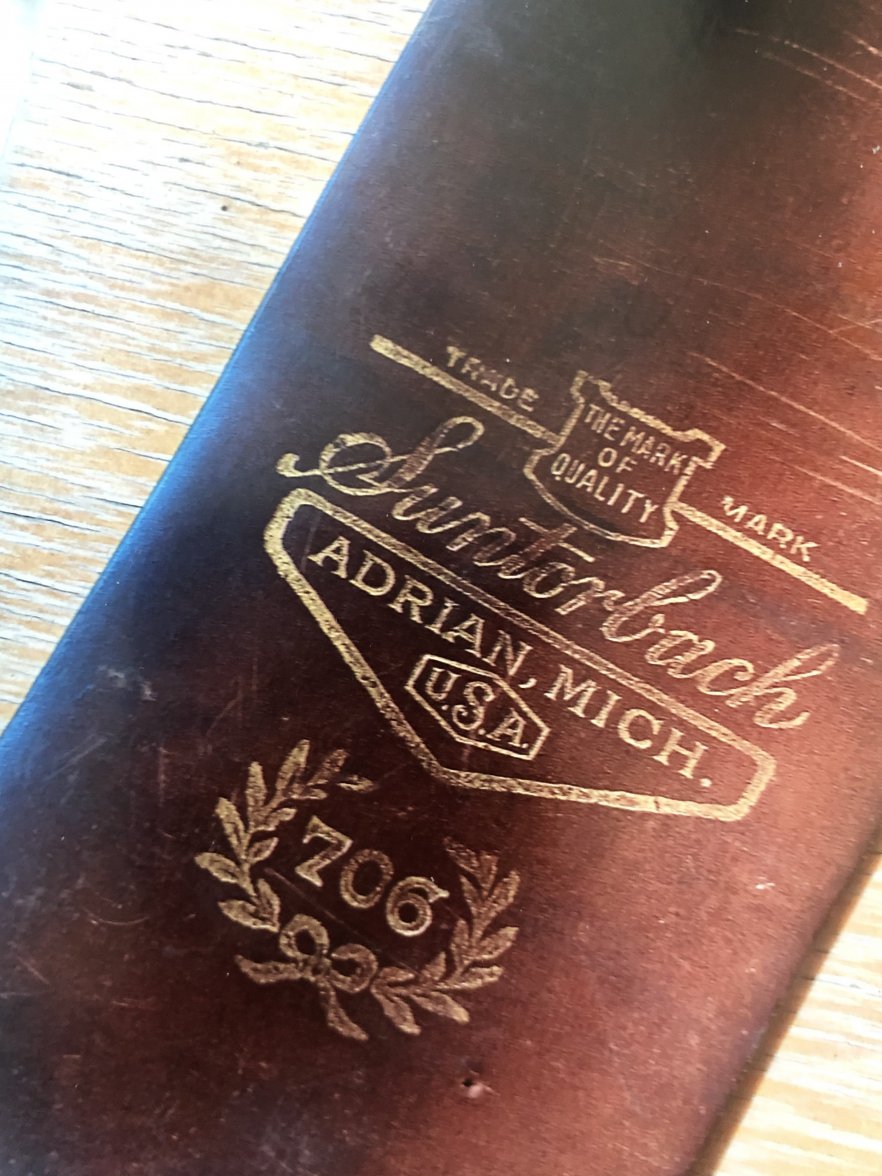 TRADE MARK
THE MARK
OF
QUALITY
Suntorbach
ADRIAN, MICH.
U.S.A.
706